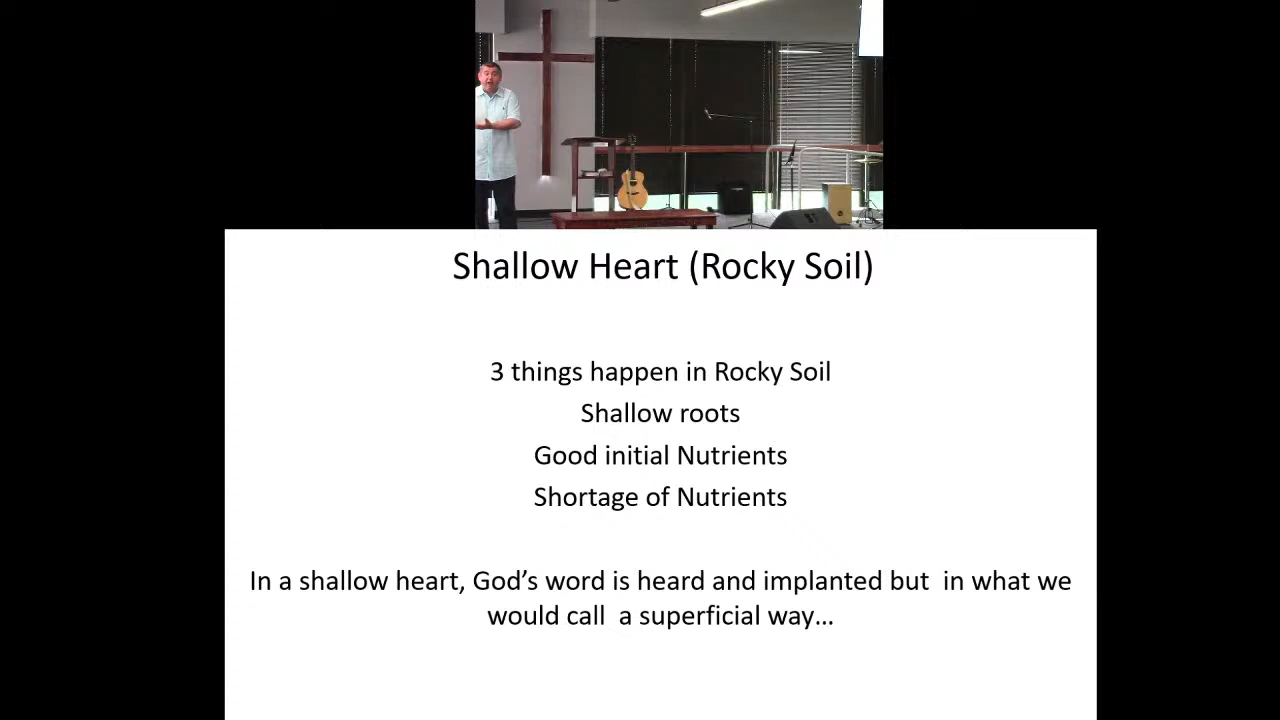 Shallow Heart (Rocky Soil)
3 things happen in Rocky Soil
Shallow roots
Good initial Nutrients
Shortage of Nutrients
In a shallow heart, God’s word is heard and implanted but  in what we
would call  a superficial way…